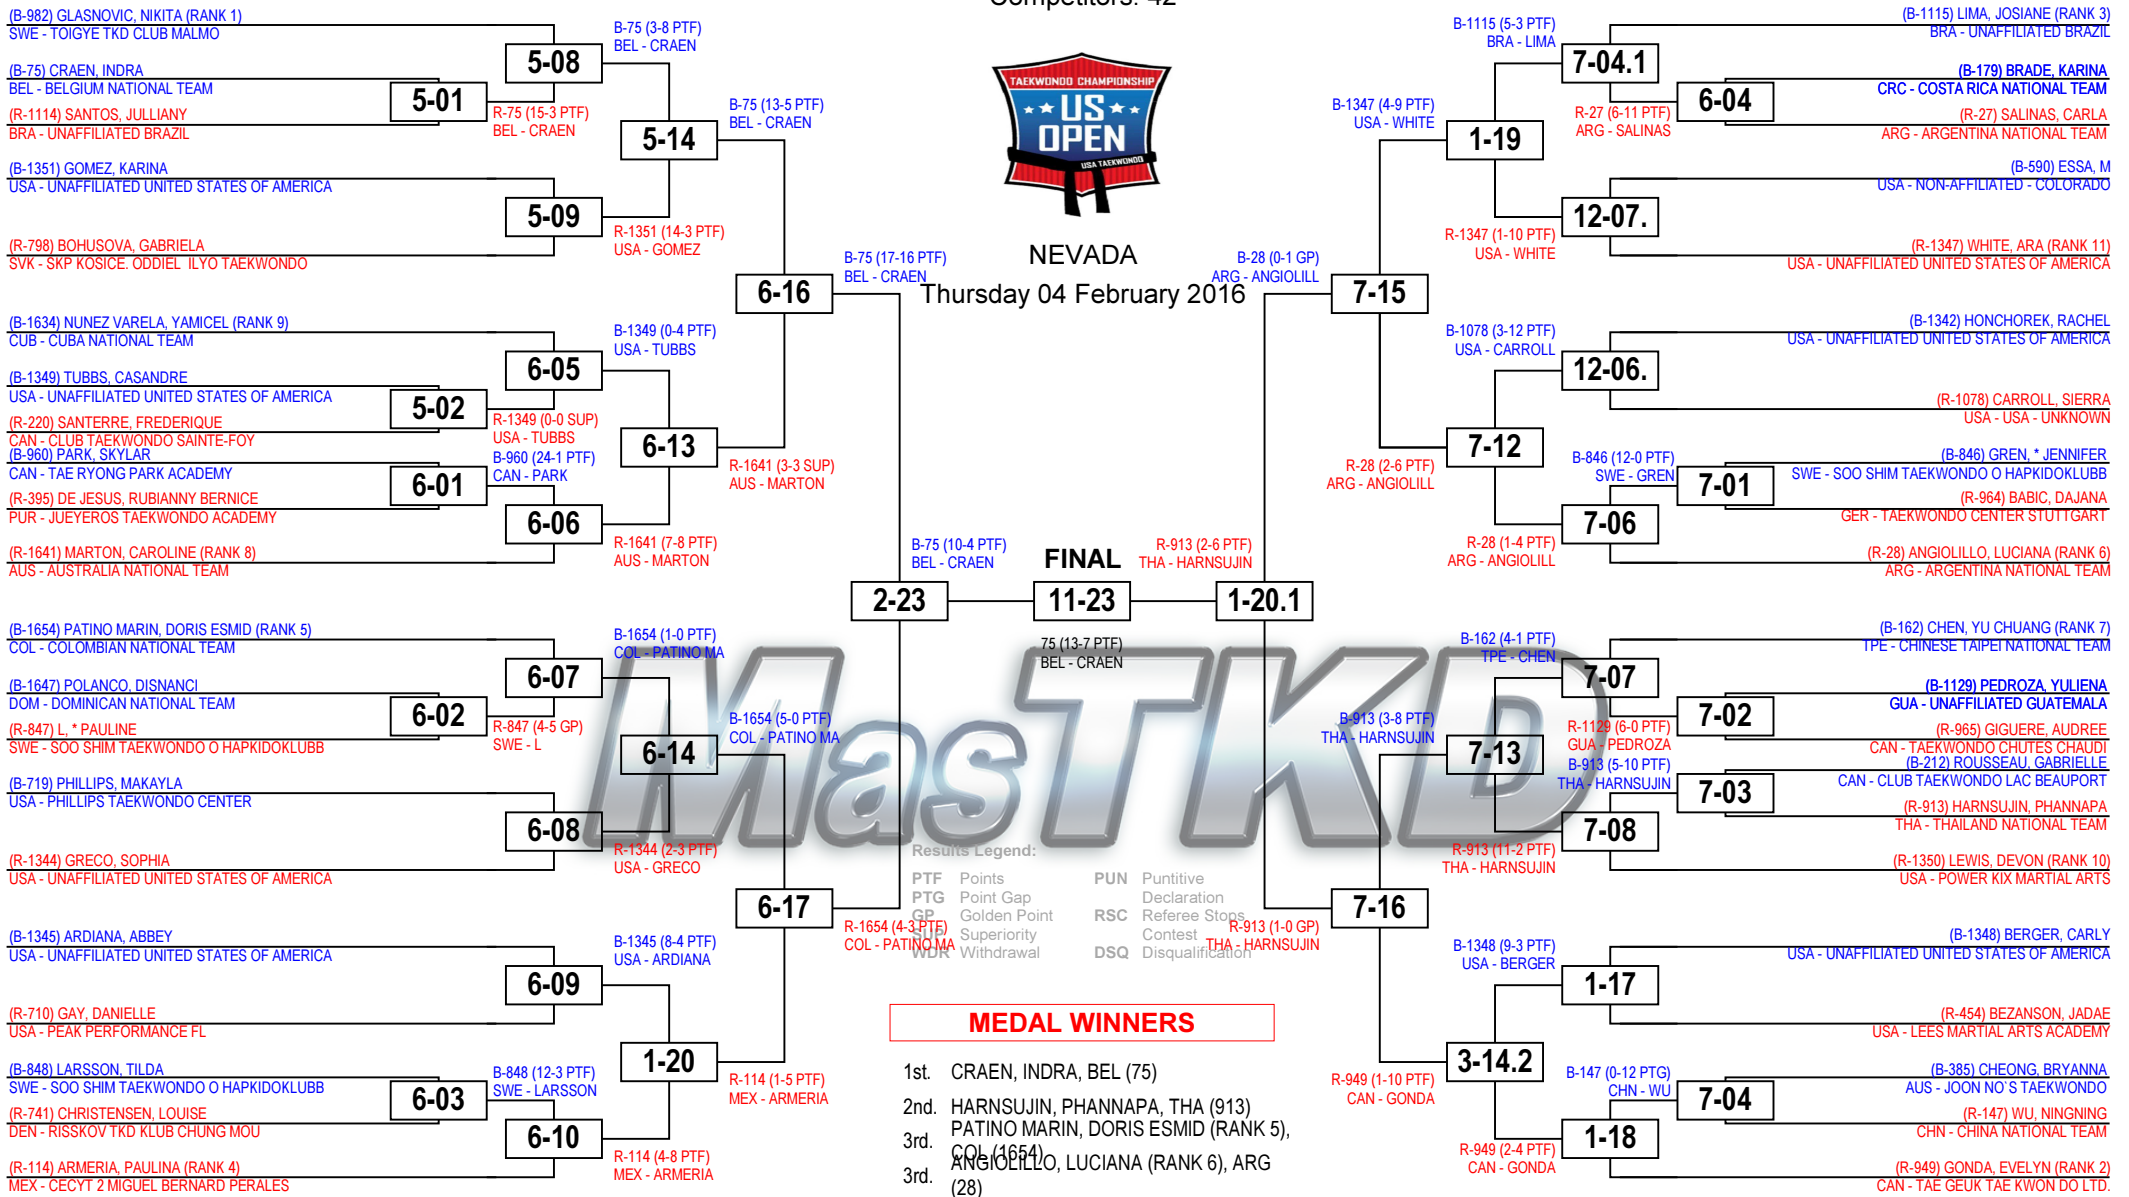 Competitors: 42
TAEKWONDO CHAMPIONSHIP
US
OPEN
USA TAEKWONDO
NEVADA
Thursday 04 February 2016
(B-982) GLASNOVIC, NIKITA (RANK 1)
SWE - TOIGYE TKD CLUB MALMO
(B-75) CRAEN, INDRA
BEL - BELGIUM NATIONAL TEAM
(R-1114) SANTOS, JULLIANY
BRA - UNAFFILIATED BRAZIL
(B-1351) GOMEZ, KARINA
USA - UNAFFILIATED UNITED STATES OF AMERICA
(R-798) BOHUSOVA, GABRIELA
SVK - SKP KOSICE. ODDIEL ILYO TAEKWONDO
(B-1634) NUNEZ VARELA, YAMICEL (RANK 9)
CUB - CUBA NATIONAL TEAM
(B-1349) TUBBS, CASANDRE
USA - UNAFFILIATED UNITED STATES OF AMERICA
(R-220) SANTERRE, FREDERIQUE
CAN - CLUB TAEKWONDO SAINTE-FOY
(B-960) PARK, SKYLAR
CAN - TAE RYONG PARK ACADEMY
(R-395) DE JESUS, RUBIANNY BERNICE
PUR - JUEYEROS TAEKWONDO ACADEMY
(R-1641) MARTON, CAROLINE (RANK 8)
AUS - AUSTRALIA NATIONAL TEAM
(B-1654) PATINO MARIN, DORIS ESMID (RANK 5)
COL - COLOMBIAN NATIONAL TEAM
(B-1647) POLANCO, DISNANCI
DOM - DOMINICAN NATIONAL TEAM
(R-847) L, * PAULINE
SWE - SOO SHIM TAEKWONDO O HAPKIDOKLUBB
(B-719) PHILLIPS, MAKAYLA
USA - PHILLIPS TAEKWONDO CENTER
(R-1344) GRECO, SOPHIA
USA - UNAFFILIATED UNITED STATES OF AMERICA
(B-1345) ARDIANA, ABBEY
USA - UNAFFILIATED UNITED STATES OF AMERICA
(R-710) GAY, DANIELLE
USA - PEAK PERFORMANCE FL
(B-848) LARSSON, TILDA
SWE - SOO SHIM TAEKWONDO O HAPKIDOKLUBB
(R-741) CHRISTENSEN, LOUISE
DEN - RISSKOV TKD KLUB CHUNG MOU
(R-114) ARMERIA, PAULINA (RANK 4)
MEX - CECYT 2 MIGUEL BERNARD PERALES
5-01
R-75 (15-3 PTF)
BEL - CRAEN
5-02
R-1349 (0-0 SUP)
USA - TUBBS
6-01
B-960 (24-1 PTF)
CAN - PARK
6-02
R-847 (4-5 GP)
SWE - L
6-03
B-848 (12-3 PTF)
SWE - LARSSON
5-08
B-75 (3-8 PTF)
BEL - CRAEN
5-09
R-1351 (14-3 PTF)
USA - GOMEZ
6-05
B-1349 (0-4 PTF)
USA - TUBBS
6-06
R-1641 (7-8 PTF)
AUS - MARTON
6-07
B-1654 (1-0 PTF)
COL - PATINO MA
6-08
R-1344 (2-3 PTF)
USA - GRECO
6-09
B-1345 (8-4 PTF)
USA - ARDIANA
6-10
R-114 (4-8 PTF)
MEX - ARMERIA
5-14
B-75 (13-5 PTF)
BEL - CRAEN
6-13
R-1641 (3-3 SUP)
AUS - MARTON
6-14
B-1654 (5-0 PTF)
COL - PATINO MA
1-20
R-114 (1-5 PTF)
MEX - ARMERIA
6-16
B-75 (17-16 PTF)
BEL - CRAEN
6-17
R-1654 (4-3 PTF)
COL - PATINO MA
2-23
B-75 (10-4 PTF)
BEL - CRAEN
FINAL
11-23
75 (13-7 PTF)
BEL - CRAEN
1-20.1
R-913 (2-6 PTF)
THA - HARNSUJIN
7-15
B-28 (0-1 GP)
ARG - ANGIOLILL
7-16
R-913 (1-0 GP)
THA - HARNSUJIN
1-19
B-1347 (4-9 PTF)
USA - WHITE
7-12
R-28 (2-6 PTF)
ARG - ANGIOLILL
7-13
B-913 (3-8 PTF)
THA - HARNSUJIN
3-14.2
R-949 (1-10 PTF)
CAN - GONDA
7-04.1
B-1115 (5-3 PTF)
BRA - LIMA
12-07.
R-1347 (1-10 PTF)
USA - WHITE
12-06.
B-1078 (3-12 PTF)
USA - CARROLL
7-06
R-28 (1-4 PTF)
ARG - ANGIOLILL
7-07
B-162 (4-1 PTF)
TPE - CHEN
7-08
R-913 (11-2 PTF)
THA - HARNSUJIN
1-17
B-1348 (9-3 PTF)
USA - BERGER
1-18
R-949 (2-4 PTF)
CAN - GONDA
6-04
R-27 (6-11 PTF)
ARG - SALINAS
7-01
B-846 (12-0 PTF)
SWE - GREN
7-02
R-1129 (6-0 PTF)
GUA - PEDROZA
7-03
B-913 (5-10 PTF)
THA - HARNSUJIN
7-04
B-147 (0-12 PTG)
CHN - WU
(B-1115) LIMA, JOSIANE (RANK 3)
BRA - UNAFFILIATED BRAZIL
(B-179) BRADE, KARINA
CRC - COSTA RICA NATIONAL TEAM
(R-27) SALINAS, CARLA
ARG - ARGENTINA NATIONAL TEAM
(B-590) ESSA, M
USA - NON-AFFILIATED - COLORADO
(R-1347) WHITE, ARA (RANK 11)
USA - UNAFFILIATED UNITED STATES OF AMERICA
(B-1342) HONCHOREK, RACHEL
USA - UNAFFILIATED UNITED STATES OF AMERICA
(R-1078) CARROLL, SIERRA
USA - USA - UNKNOWN
(B-846) GREN, * JENNIFER
SWE - SOO SHIM TAEKWONDO O HAPKIDOKLUBB
(R-964) BABIC, DAJANA
GER - TAEKWONDO CENTER STUTTGART
(R-28) ANGIOLILLO, LUCIANA (RANK 6)
ARG - ARGENTINA NATIONAL TEAM
(B-162) CHEN, YU CHUANG (RANK 7)
TPE - CHINESE TAIPEI NATIONAL TEAM
(B-1129) PEDROZA, YULIENA
GUA - UNAFFILIATED GUATEMALA
(R-965) GIGUERE, AUDREE
CAN - TAEKWONDO CHUTES CHAUDI
(B-212) ROUSSEAU, GABRIELLE
CAN - CLUB TAEKWONDO LAC BEAUPORT
(R-913) HARNSUJIN, PHANNAPA
THA - THAILAND NATIONAL TEAM
(R-1350) LEWIS, DEVON (RANK 10)
USA - POWER KIX MARTIAL ARTS
(B-1348) BERGER, CARLY
USA - UNAFFILIATED UNITED STATES OF AMERICA
(R-454) BEZANSON, JADAE
USA - LEES MARTIAL ARTS ACADEMY
(B-385) CHEONG, BRYANNA
AUS - JOON NO`S TAEKWONDO
(R-147) WU, NINGNING
CHN - CHINA NATIONAL TEAM
(R-949) GONDA, EVELYN (RANK 2)
CAN - TAE GEUK TAE KWON DO LTD.
MasTKD
Results Legend:
PTF Points
PTG Point Gap
GP Golden Point
SUP Superiority
WDR Withdrawal
PUN Puntitive
Declaration
RSC Referee Stops
Contest
DSQ Disqualification
MEDAL WINNERS
1st. CRAEN, INDRA, BEL (75)
2nd. HARNSUJIN, PHANNAPA, THA (913)
3rd. PATINO MARIN, DORIS ESMID (RANK 5),
COL (1654)
3rd. ANGIOLILLO, LUCIANA (RANK 6), ARG
(28)